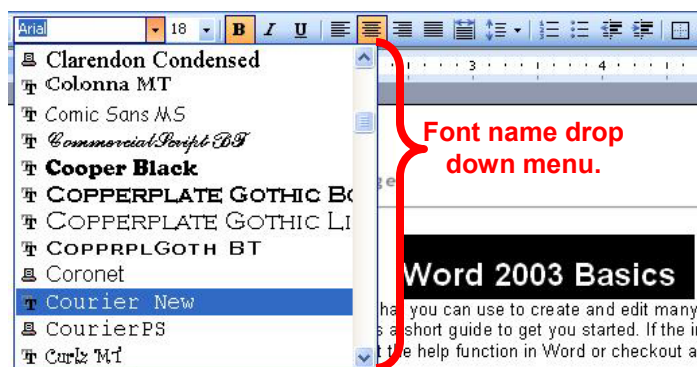 Arial 18 B I U
Clarendon Condensed
Colonna MT
Comic Sans MS
Commercial Script BT
Cooper Black
COPPERPLATE GOTHIC BO
COPPERPLATE GOTHIC LI
COPPRPLGOTH BT
Coronet
Courier New
CourierPS
Curlz MT
3 4
Font name drop
down menu.
Word 2003 Basics
you can use to create and edit many
a short guide to get you started. If the i
the help function in Word or checkout a